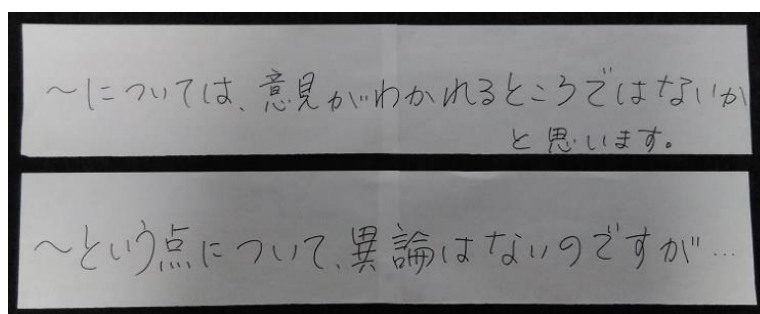 〜については、意見がわかれるところではないか
と思います。
〜という点について、異論はないのですが…